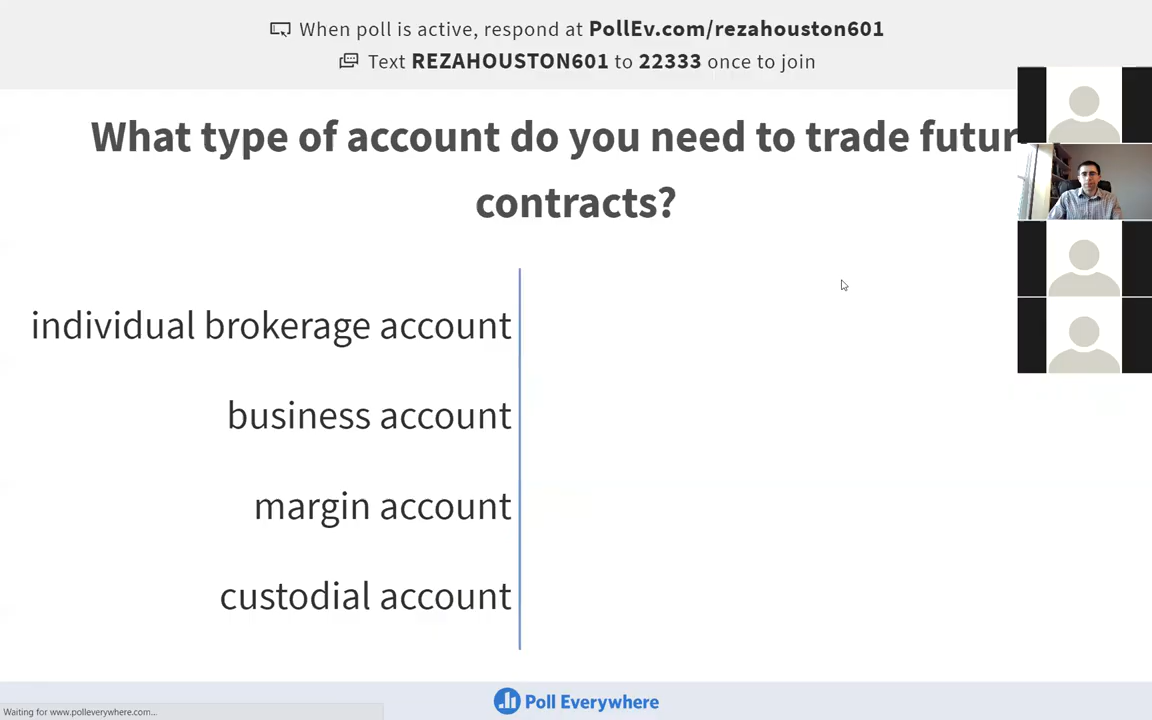 When poll is active, respond at PollEv.com/rezahouston601
Text REZAHOUSTON601 to 22333 once to join
What type of account do you need to trade futur
contracts?
individual brokerage account
business account
margin account
custodial account
Poll Everywhere
Waiting for www.polleverywhere.com...